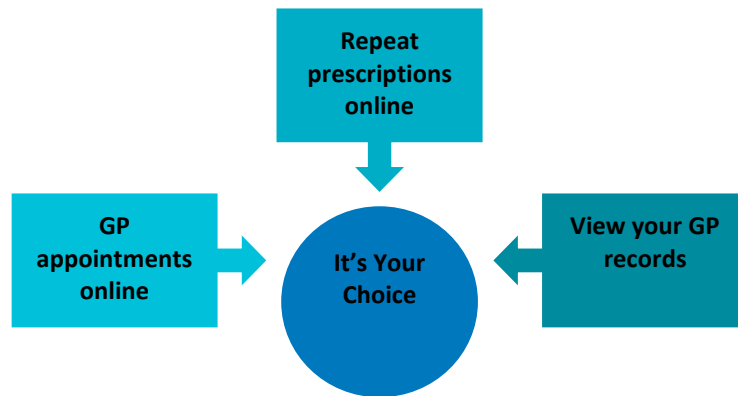 Repeat
prescriptions
online
GP
appointments
online
It’s Your
Choice
View your GP
records